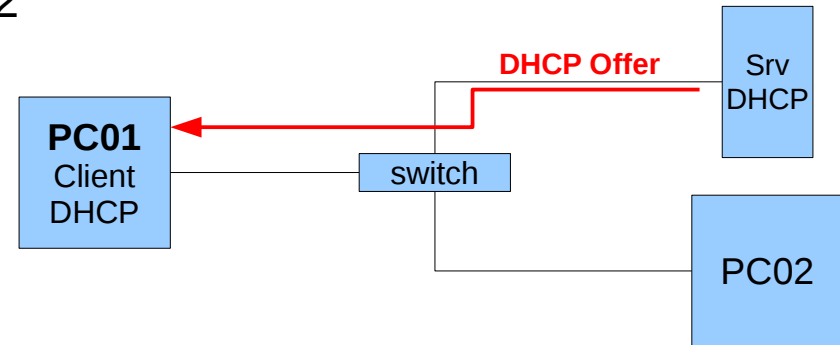 2
DHCP Offer
Srv
DHCP
PC01
Client
DHCP
switch
PC02